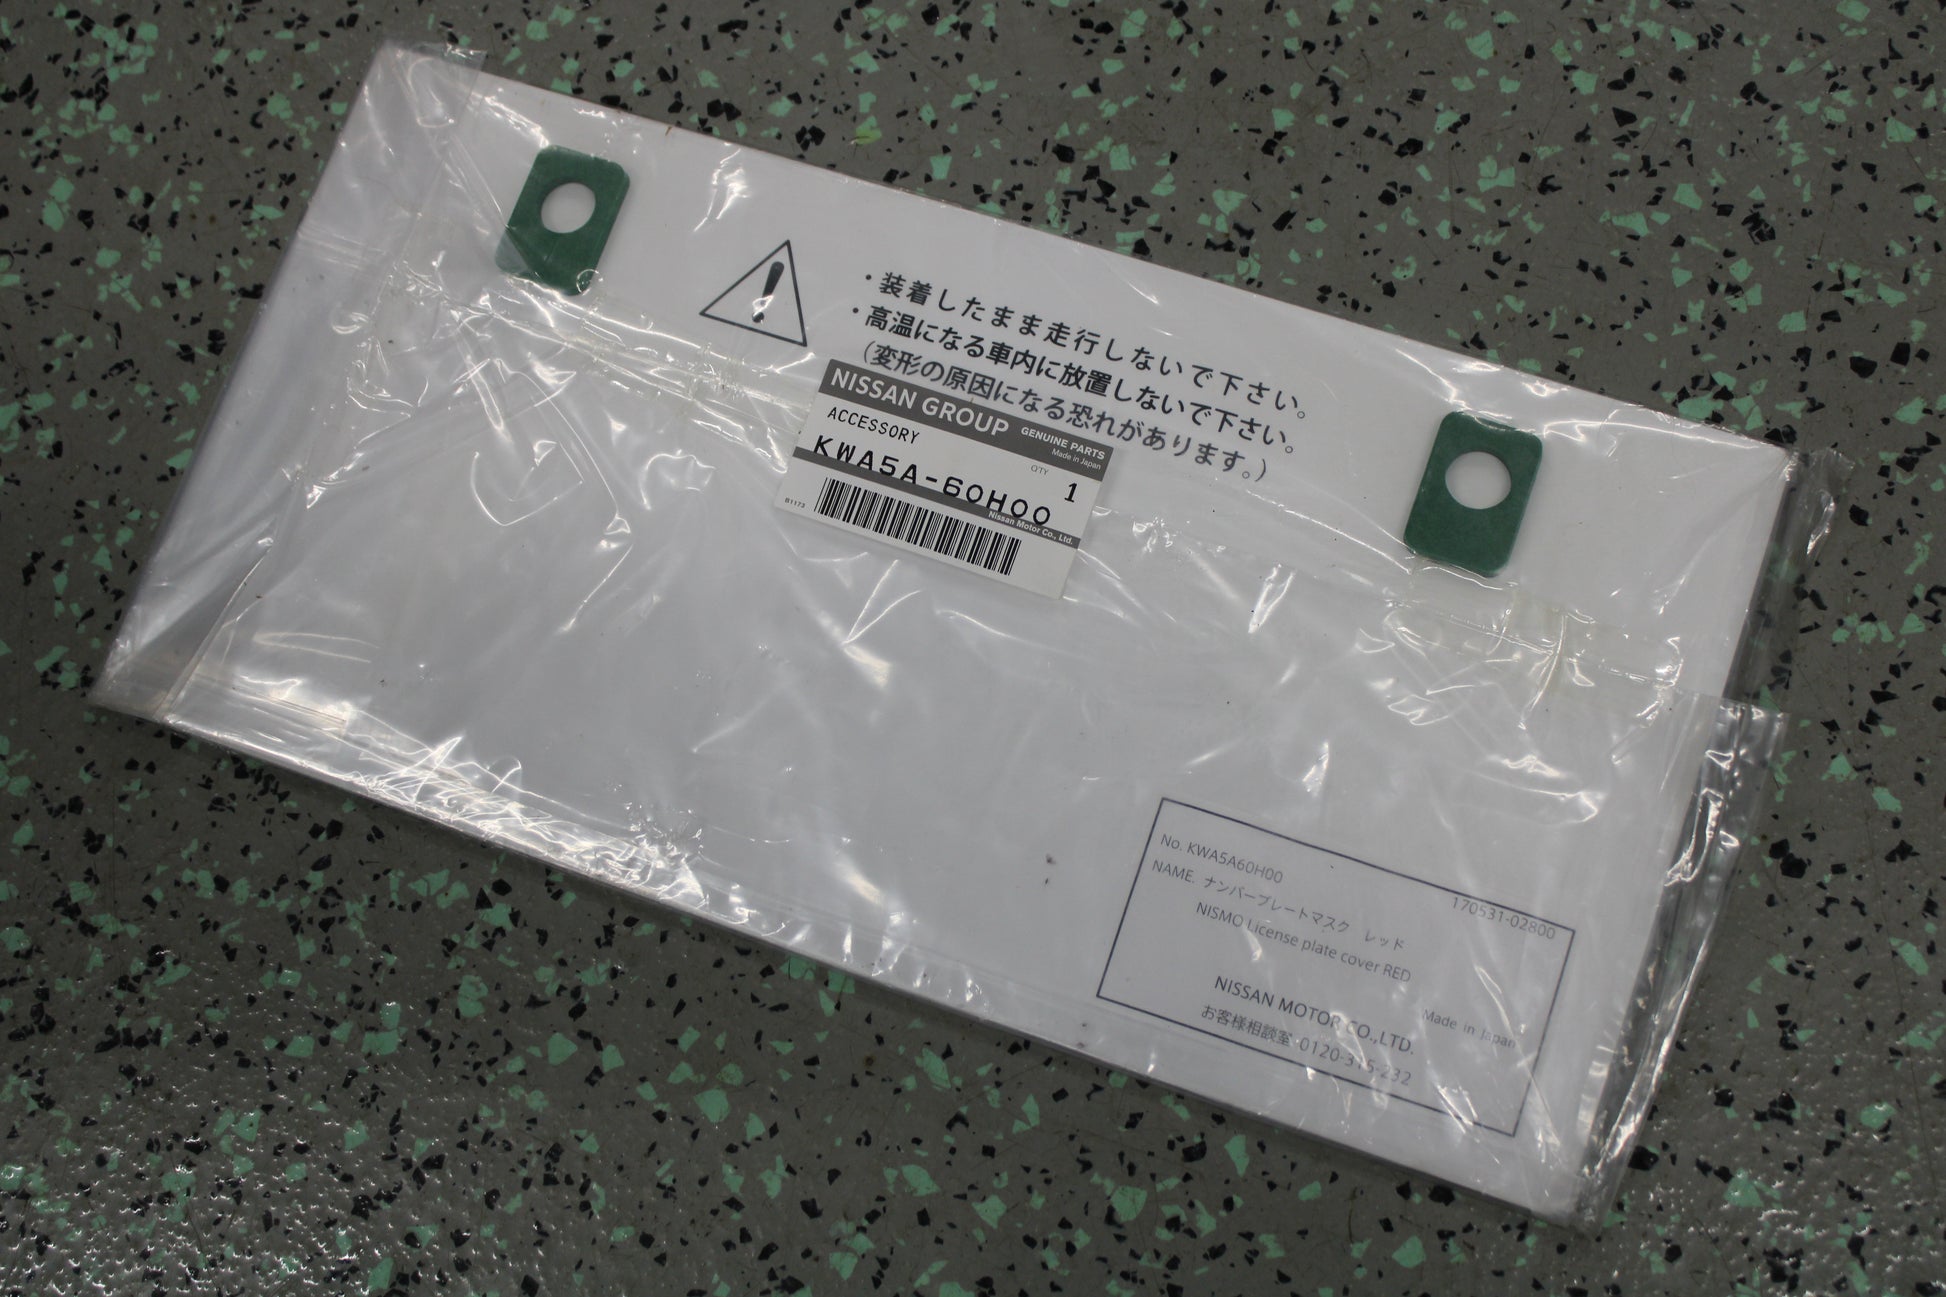 ・装着したまま走行しないで下さい。
・高温になる車内に放置しないで下さい。
（変形の原因になる恐れがあります。）
NISSAN GROUP GENUINE PARTS
Made in Japan
ACCESSORY
QTY
KWA5A-60H00 1
Nissan Motor Co., Ltd.
B1173
No. KWA5A60H00
170531-02800
NAME. ナンバープレートマスク レッド
NISMO License plate cover RED
Made in Japan
NISSAN MOTOR CO.,LTD.
お客様相談室 0120-315-232